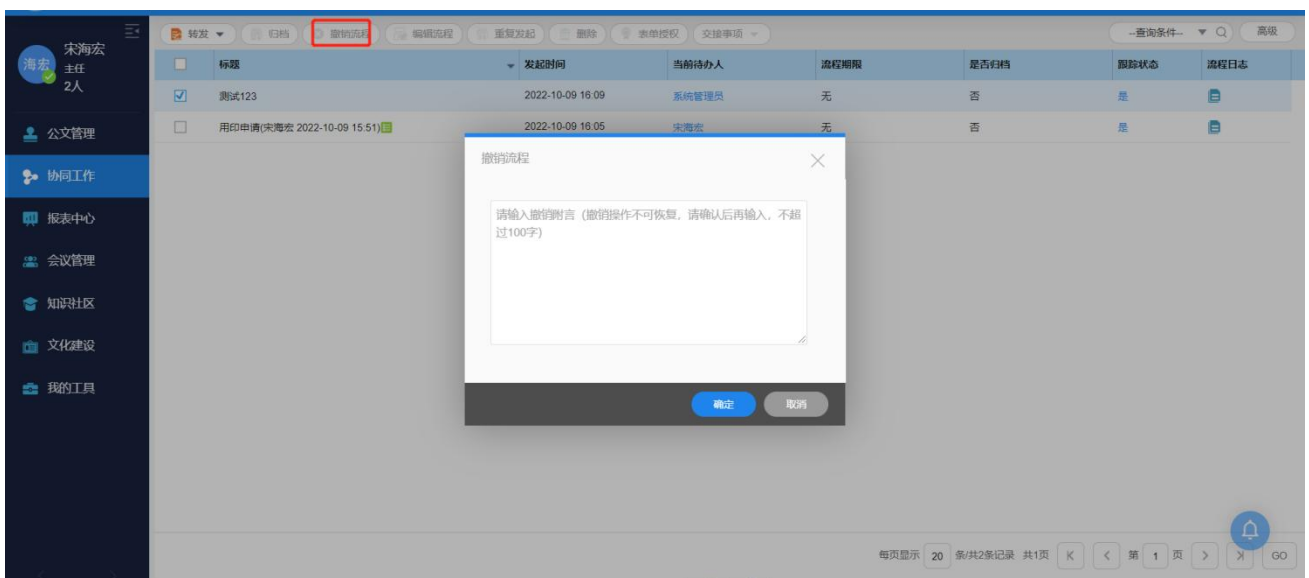 海宏
宋海宏
主任
2人
公文管理
协同工作
报表中心
会议管理
知识社区
文化建设
我的工具
转发 归档 撤销流程 编辑流程 重复发起 删除 表单授权 交接事项 --查询条件-- 高级
标题 发起时间 当前待办人 流程期限 是否归档 跟踪状态 流程日志
测试123 2022-10-09 16:09 系统管理员 无 否 是
用印申请(宋海宏 2022-10-09 15:51) 2022-10-09 16:05 宋海宏 无 否 是
撤销流程
请输入撤销附言（撤销操作不可恢复，请确认后再输入，不超
过100字）
确定 取消
每页显示 20 条/共2条记录 共1页 第 1 页 GO